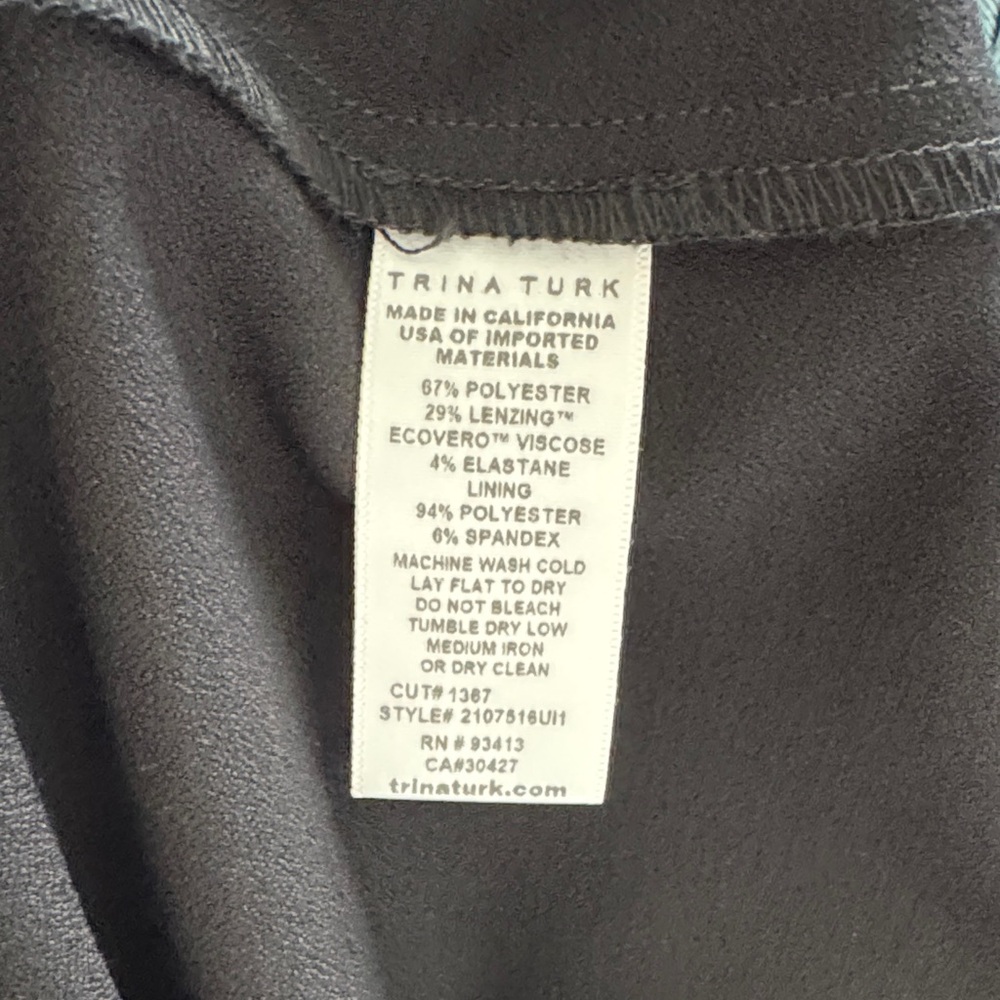 TRINA TURK
MADE IN CALIFORNIA
USA OF IMPORTED
MATERIALS
67% POLYESTER
29% LENZING™
ECOVERO™ VISCOSE
4% ELASTANE
LINING
94% POLYESTER
6% SPANDEX
MACHINE WASH COLD
LAY FLAT TO DRY
DO NOT BLEACH
TUMBLE DRY LOW
MEDIUM IRON
OR DRY CLEAN
CUT# 1367
STYLE# 2107516UI1
RN # 93413
CA#30427
trinaturk.com